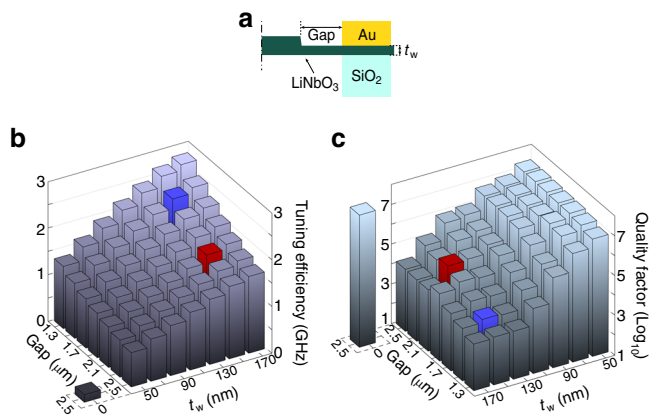 a
Gap
Au
t_w
LiNbO₃
SiO₂
b
3
2
1
0
1.3
1.7
2.1
2.5
Gap (μm)
2.5
0
50
90
130
170
t_w (nm)
3
2
1
0
Tuning efficiency (GHz)
c
7
5
3
1
2.5
0
2.5
2.1
1.7
1.3
Gap (μm)
170
130
90
50
t_w (nm)
7
5
3
1
Quality factor (Log₁₀)